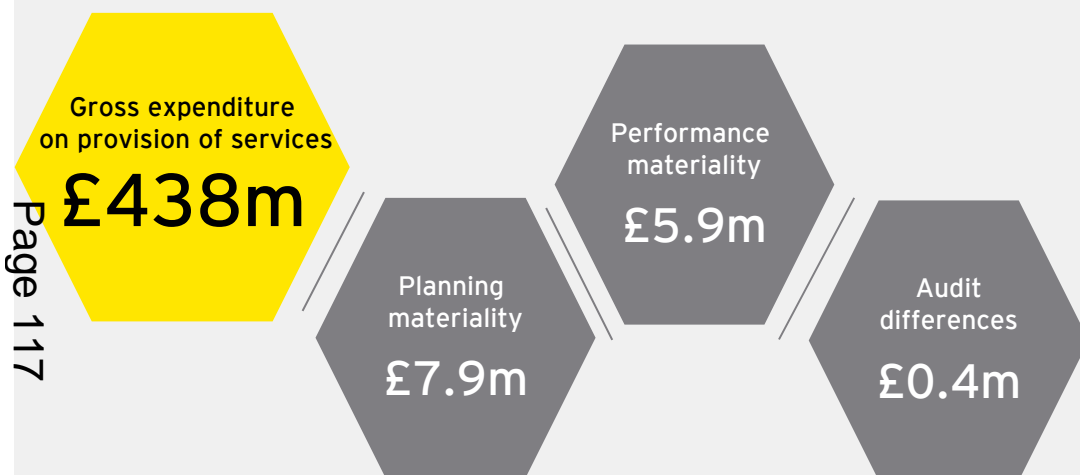 Gross expenditure
on provision of services
£438m
Planning
materiality
£7.9m
Performance
materiality
£5.9m
Audit
differences
£0.4m
Page 117